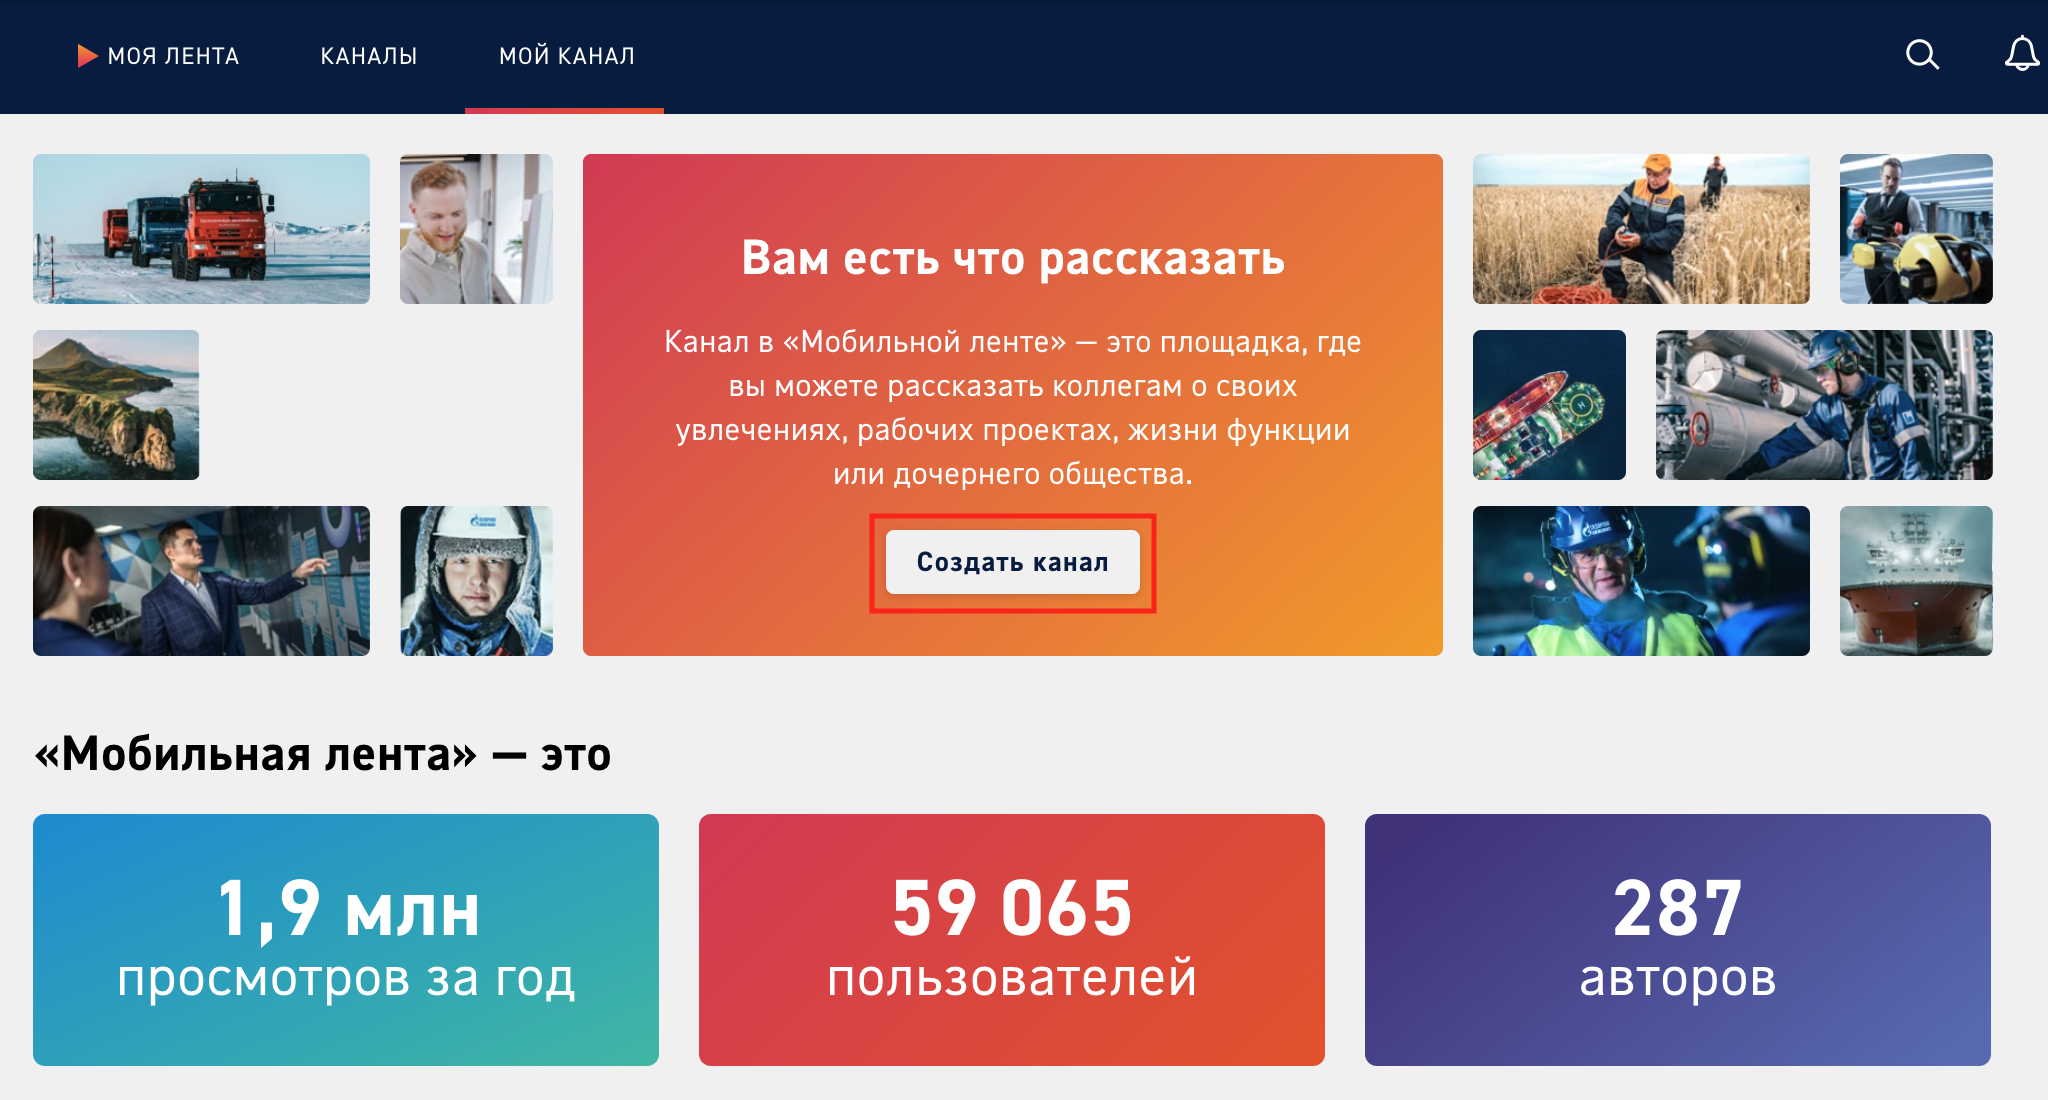 МОЯ ЛЕНТА
КАНАЛЫ
МОЙ КАНАЛ
Вам есть что рассказать
Канал в «Мобильной ленте» — это площадка, где
вы можете рассказать коллегам о своих
увлечениях, рабочих проектах, жизни функции
или дочернего общества.
Создать канал
«Мобильная лента» — это
1,9 млн
просмотров за год
59 065
пользователей
287
авторов